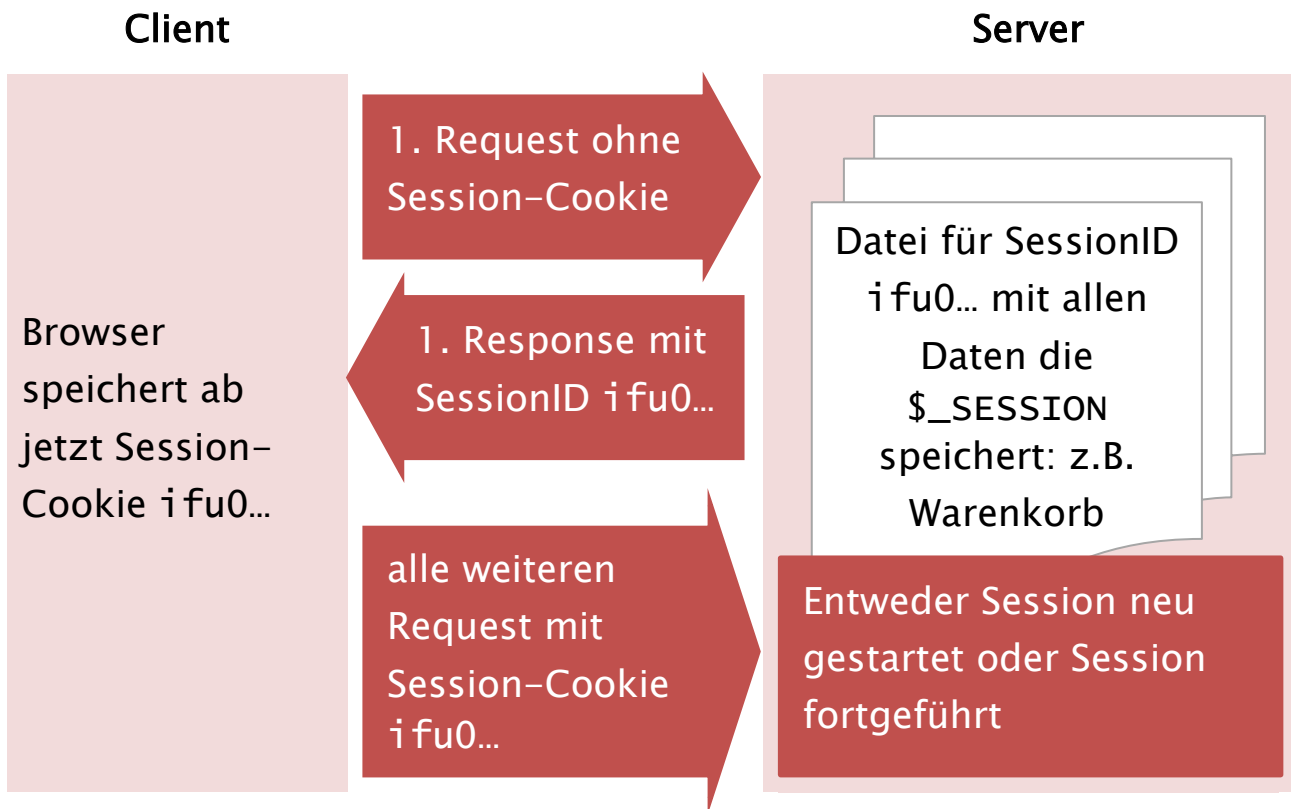 Client
Server
1. Request ohne
Session-Cookie
Datei für SessionID
ifu0… mit allen
Daten die
$_SESSION
speichert: z.B.
Warenkorb
Browser
speichert ab
jetzt Session-
Cookie ifu0…
1. Response mit
SessionID ifu0…
alle weiteren
Request mit
Session-Cookie
ifu0…
Entweder Session neu
gestartet oder Session
fortgeführt